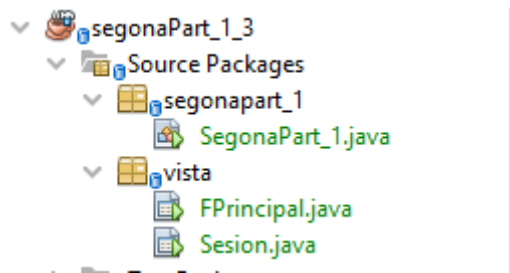 segonaPart_1_3
Source Packages
segonapart_1
SegonaPart_1.java
vista
FPrincipal.java
Sesion.java